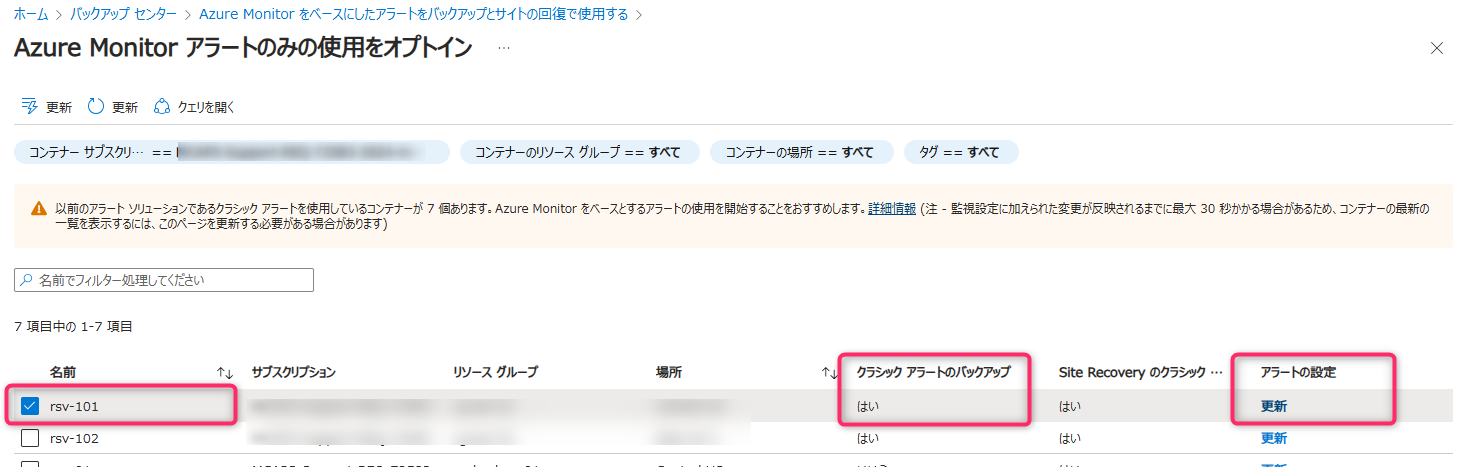 ホーム > バックアップ センター > Azure Monitor をベースにしたアラートをバックアップとサイトの回復で使用する >
Azure Monitor アラートのみの使用をオプトイン ...
更新 更新 クエリを開く
コンテナー サブスクリ… == コンテナーのリソース グループ == すべて コンテナーの場所 == すべて タグ == すべて
以前のアラート ソリューションであるクラシック アラートを使用しているコンテナーが 7 個あります。Azure Monitor をベースとするアラートの使用を開始することをおすすめします。詳細情報 (注 - 監視設定に加えられた変更が反映されるまでに最大 30 秒かかる場合があるため、コンテナーの最新の
一覧を表示するには、このページを更新する必要がある場合があります)
名前でフィルター処理してください
7 項目中の 1-7 項目
名前 サブスクリプション リソース グループ 場所 クラシック アラートのバックアップ Site Recovery のクラシック … アラートの設定
rsv-101 はい はい 更新
rsv-102 はい はい 更新